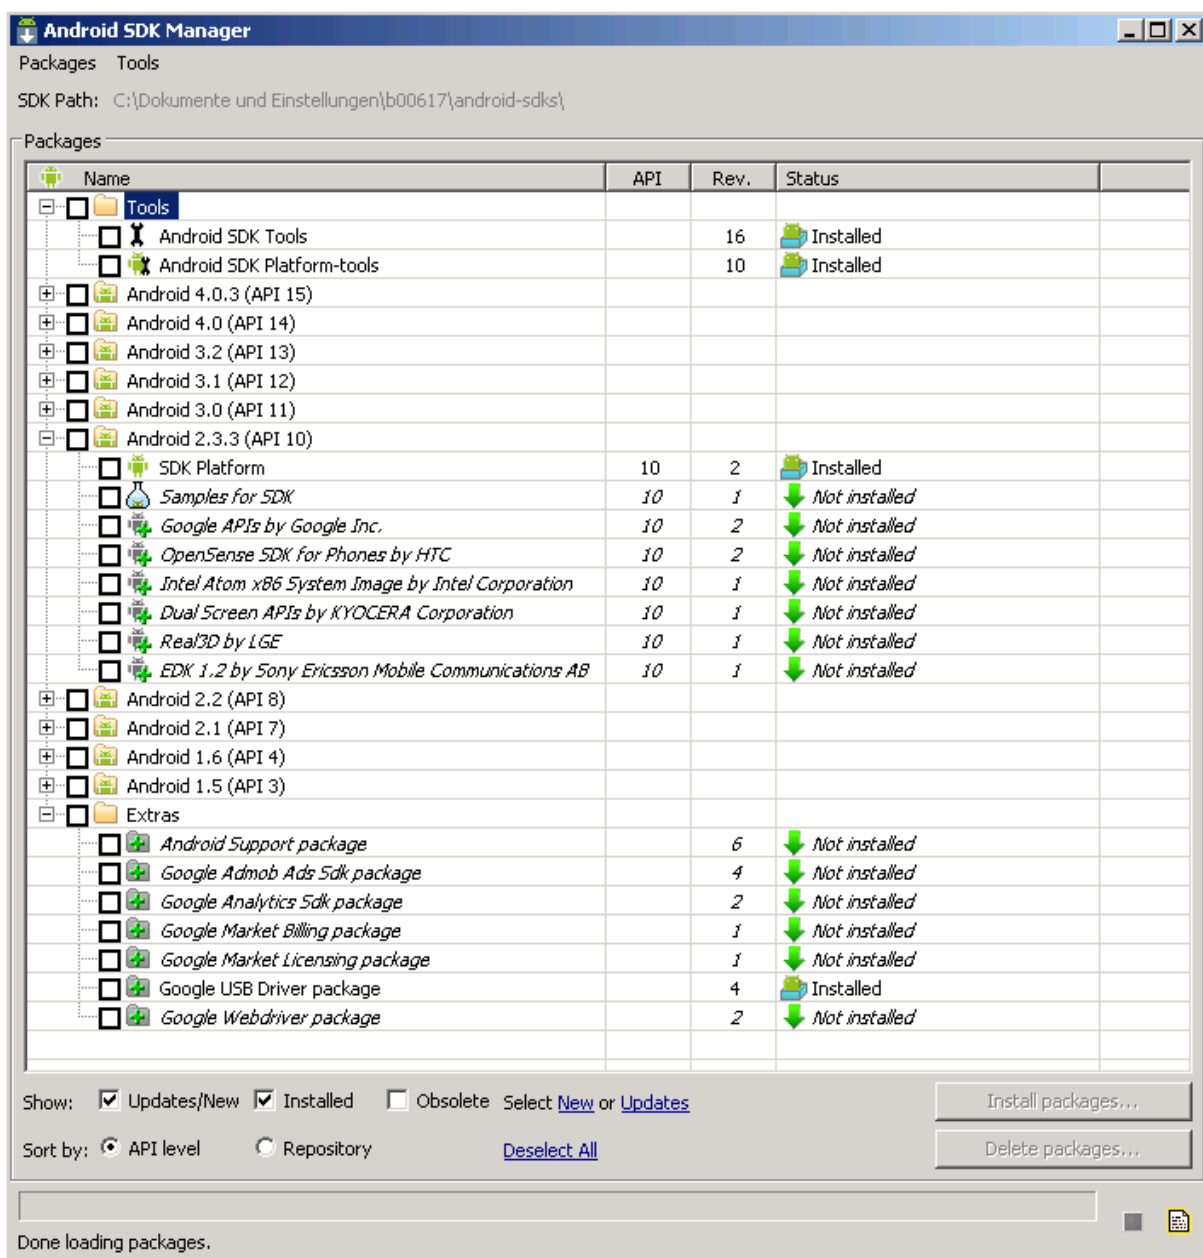 Android SDK Manager
Packages Tools
SDK Path: C:\Dokumente und Einstellungen\b00617\android-sdks\
Packages
Name API Rev. Status
Tools
Android SDK Tools 16 Installed
Android SDK Platform-tools 10 Installed
Android 4.0.3 (API 15)
Android 4.0 (API 14)
Android 3.2 (API 13)
Android 3.1 (API 12)
Android 3.0 (API 11)
Android 2.3.3 (API 10)
SDK Platform 10 2 Installed
Samples for SDK 10 1 Not installed
Google APIs by Google Inc. 10 2 Not installed
OpenSense SDK for Phones by HTC 10 2 Not installed
Intel Atom x86 System Image by Intel Corporation 10 1 Not installed
Dual Screen APIs by KYOCERA Corporation 10 1 Not installed
Real3D by LGE 10 1 Not installed
EDK 1.2 by Sony Ericsson Mobile Communications AB 10 1 Not installed
Android 2.2 (API 8)
Android 2.1 (API 7)
Android 1.6 (API 4)
Android 1.5 (API 3)
Extras
Android Support package 6 Not installed
Google Admob Ads Sdk package 4 Not installed
Google Analytics Sdk package 2 Not installed
Google Market Billing package 1 Not installed
Google Market Licensing package 1 Not installed
Google USB Driver package 4 Installed
Google Webdriver package 2 Not installed
Show: Updates/New Installed Obsolete Select New or Updates Install packages...
Sort by: API level Repository Deselect All Delete packages...
Done loading packages.